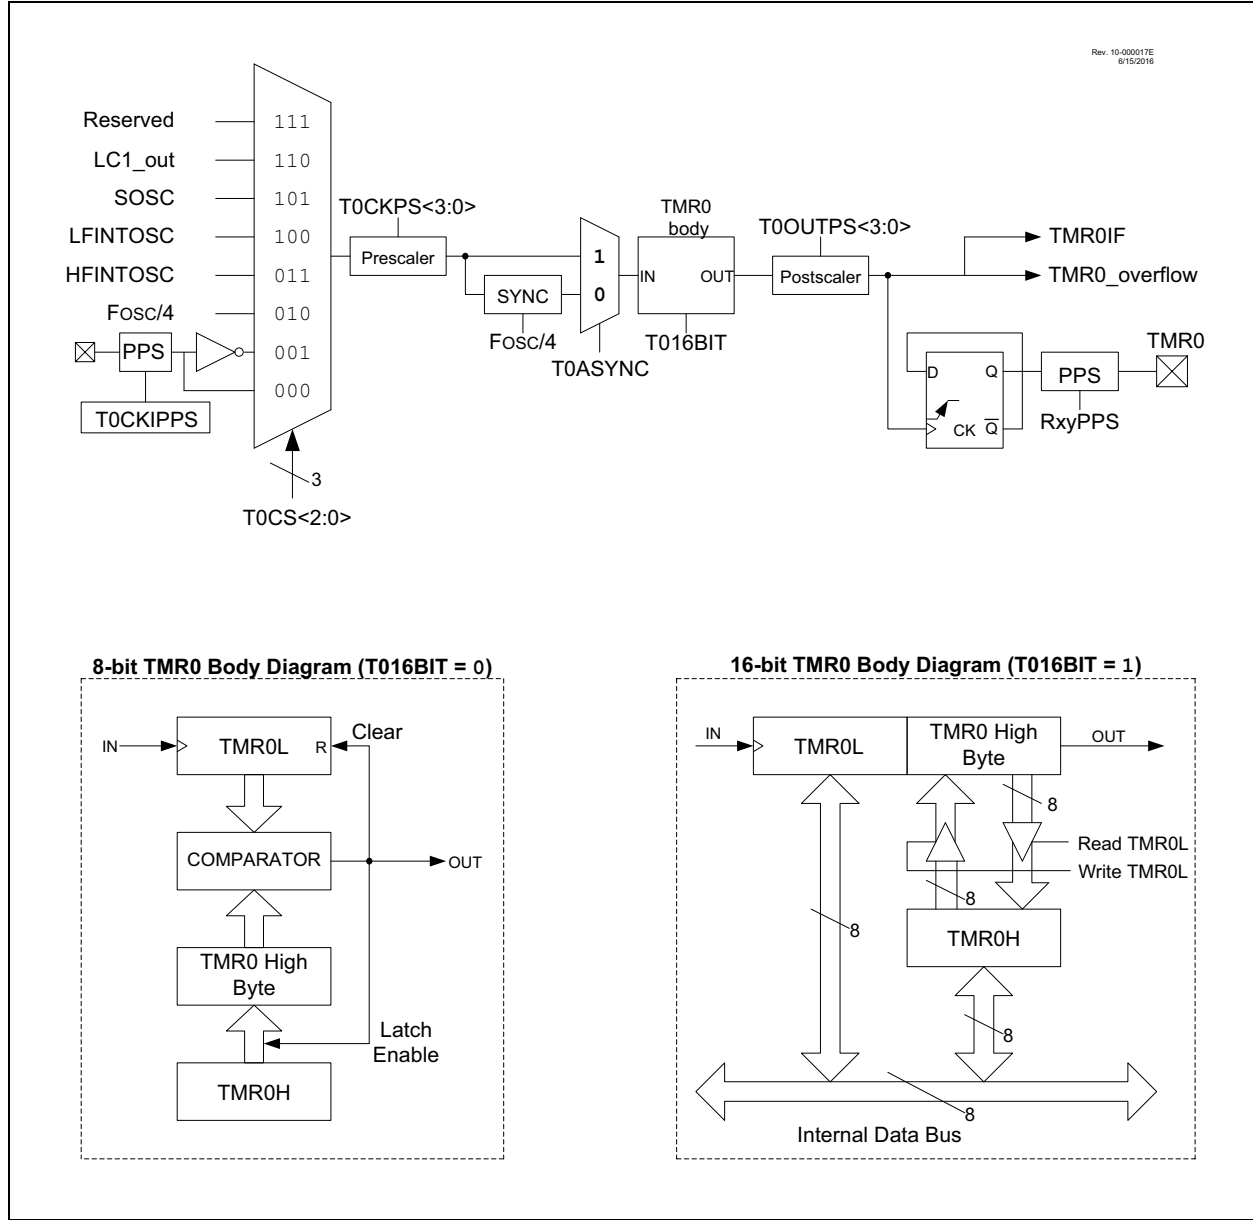 Rev. 10-000017E
6/15/2016
Reserved
111
LC1_out
110
SOSC
101
LFINTOSC
100
HFINTOSC
011
FOSC/4
010
PPS
001
000
T0CKIPPS
3
T0CS<2:0>
T0CKPS<3:0>
Prescaler
SYNC
FOSC/4
1
0
T0ASYNC
TMR0
body
IN
OUT
T016BIT
T0OUTPS<3:0>
Postscaler
TMR0IF
TMR0_overflow
D
Q
CK
Q
PPS
RxyPPS
TMR0
8-bit TMR0 Body Diagram (T016BIT = 0)
IN
TMR0L
R
Clear
COMPARATOR
OUT
TMR0 High
Byte
Latch
Enable
TMR0H
16-bit TMR0 Body Diagram (T016BIT = 1)
IN
TMR0L
TMR0 High
Byte
OUT
8
Read TMR0L
Write TMR0L
8
TMR0H
8
8
8
Internal Data Bus